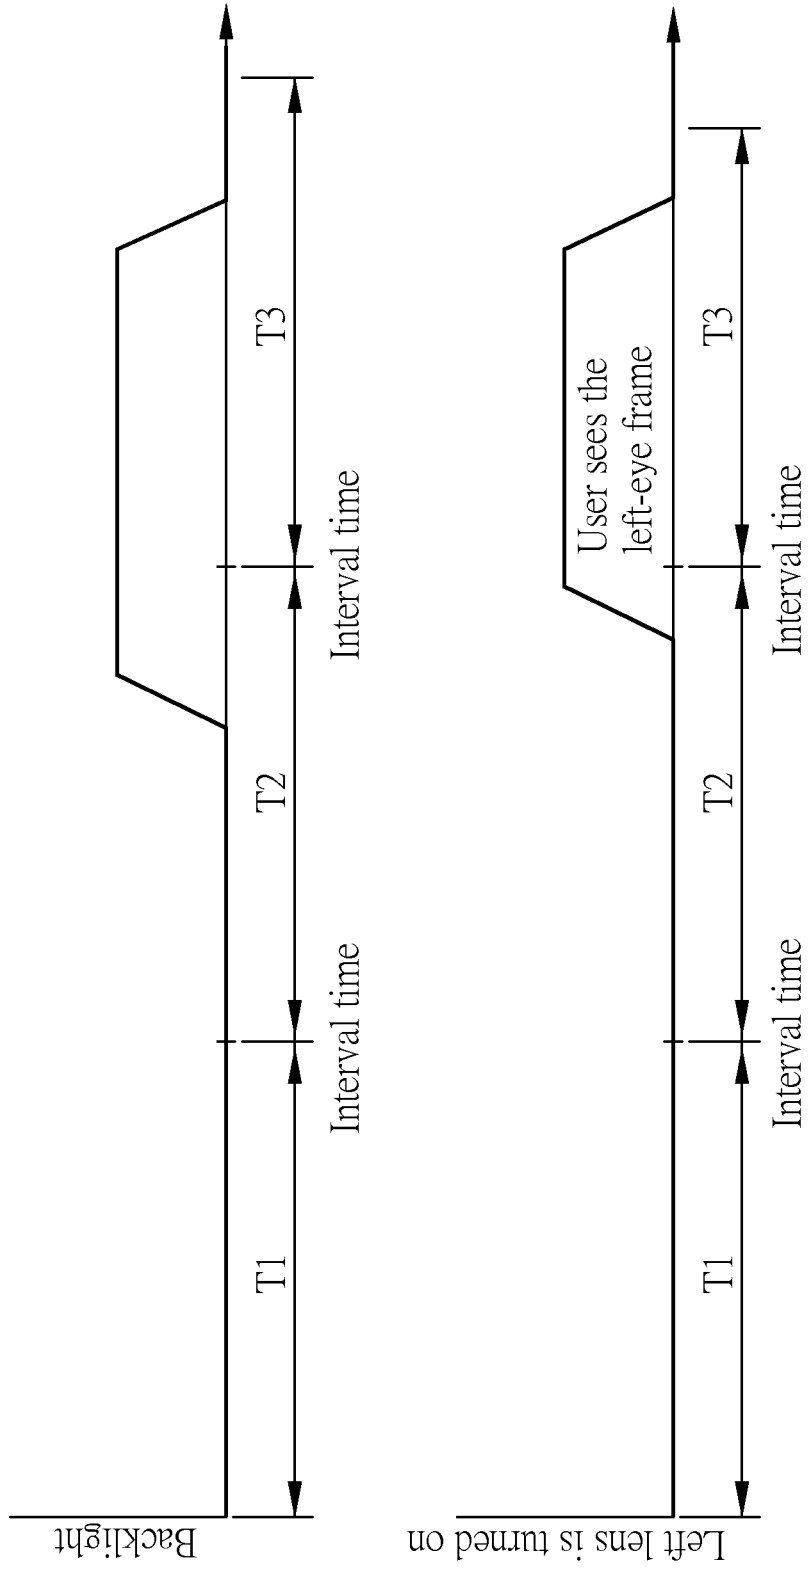 Backlight
T1
T2
T3
Interval time
Interval time
Left lens is turned on
User sees the
left-eye frame
T1
T2
T3
Interval time
Interval time